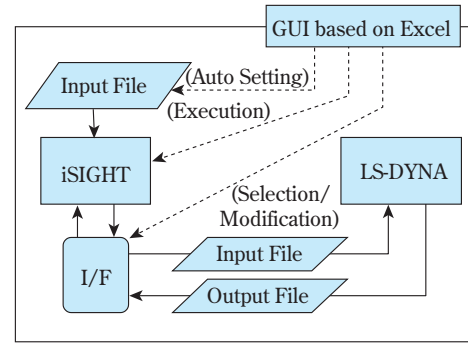 GUI based on Excel
(Auto Setting)
Input File
(Execution)
iSIGHT
LS-DYNA
(Selection/
Modification)
I/F
Input File
Output File